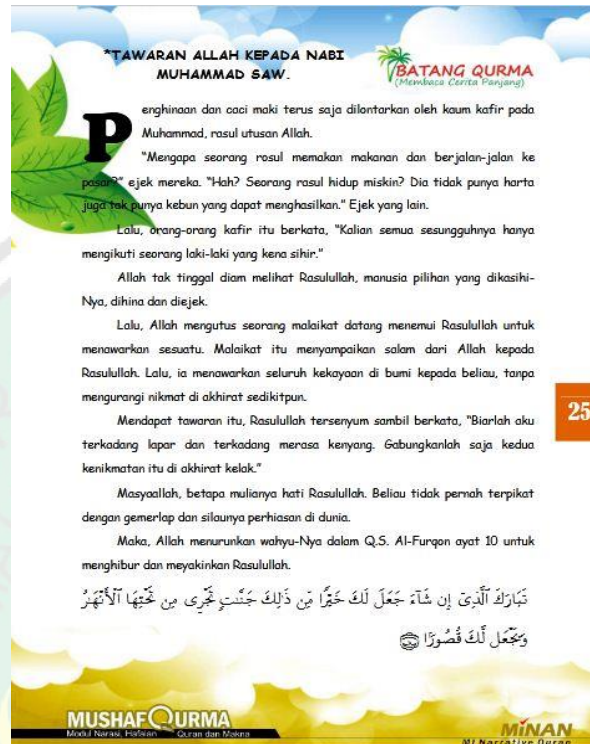 *TAWARAN ALLAH KEPADA NABI
MUHAMMAD SAW.
BATANG QURMA
(Membaca Cerita Panjang)
Penghinaan dan caci maki terus saja dilontarkan oleh kaum kafir pada
Muhammad, rasul utusan Allah.
“Mengapa seorang rosul memakan makanan dan berjalan-jalan ke
pasar?” ejek mereka. “Hah? Seorang rasul hidup miskin? Dia tidak punya harta
juga tak punya kebun yang dapat menghasilkan.” Ejek yang lain.
Lalu, orang-orang kafir itu berkata, “Kalian semua sesungguhnya hanya
mengikuti seorang laki-laki yang kena sihir.”
Allah tak tinggal diam melihat Rasulullah, manusia pilihan yang dikasihi-
Nya, dihina dan diejek.
Lalu, Allah mengutus seorang malaikat datang menemui Rasulullah untuk
menawarkan sesuatu. Malaikat itu menyampaikan salam dari Allah kepada
Rasulullah. Lalu, ia menawarkan seluruh kekayaan di bumi kepada beliau, tanpa
mengurangi nikmat di akhirat sedikitpun.
Mendapat tawaran itu, Rasulullah tersenyum sambil berkata, “Biarlah aku
terkadang lapar dan terkadang merasa kenyang. Gabungkanlah saja kedua
kenikmatan itu di akhirat kelak.”
Masyaallah, betapa mulianya hati Rasulullah. Beliau tidak pernah terpikat
dengan gemerlap dan silaunya perhiasan di dunia.
Maka, Allah menurunkan wahyu-Nya dalam Q.S. Al-Furqon ayat 10 untuk
menghibur dan meyakinkan Rasulullah.
تَبَارَكَ ٱلَّذِىٓ إِن شَآءَ جَعَلَ لَكَ خَيْرًا مِّن ذَٰلِكَ جَنَّٰتٍ تَجْرِى مِن تَحْتِهَا ٱلْأَنْهَٰرُ
وَيَجْعَل لَّكَ قُصُورًۢا ۝١٠
25
MUSHAF QURMA
Modul Narasi, Hafalan Quran dan Makna
MiNAN
MI Narrative Quran